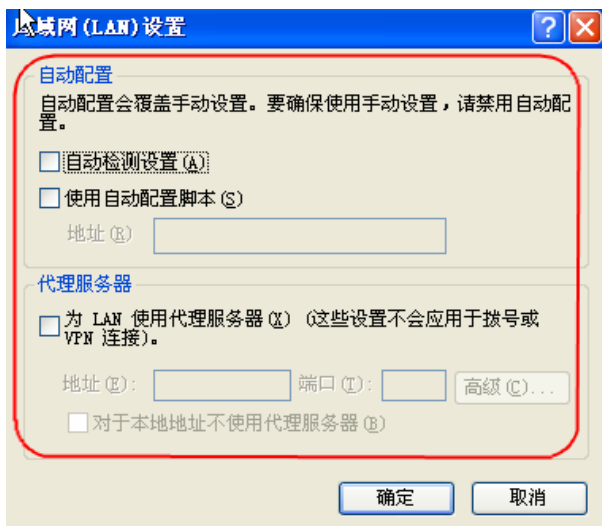 局域网(LAN)设置
自动配置
自动配置会覆盖手动设置。要确保使用手动设置，请禁用自动配
置。
自动检测设置(A)
使用自动配置脚本(S)
地址(R)
代理服务器
为 LAN 使用代理服务器(X) (这些设置不会应用于拨号或
VPN 连接)。
地址(E): 端口(T): 高级(C)...
对于本地地址不使用代理服务器(B)
确定 取消